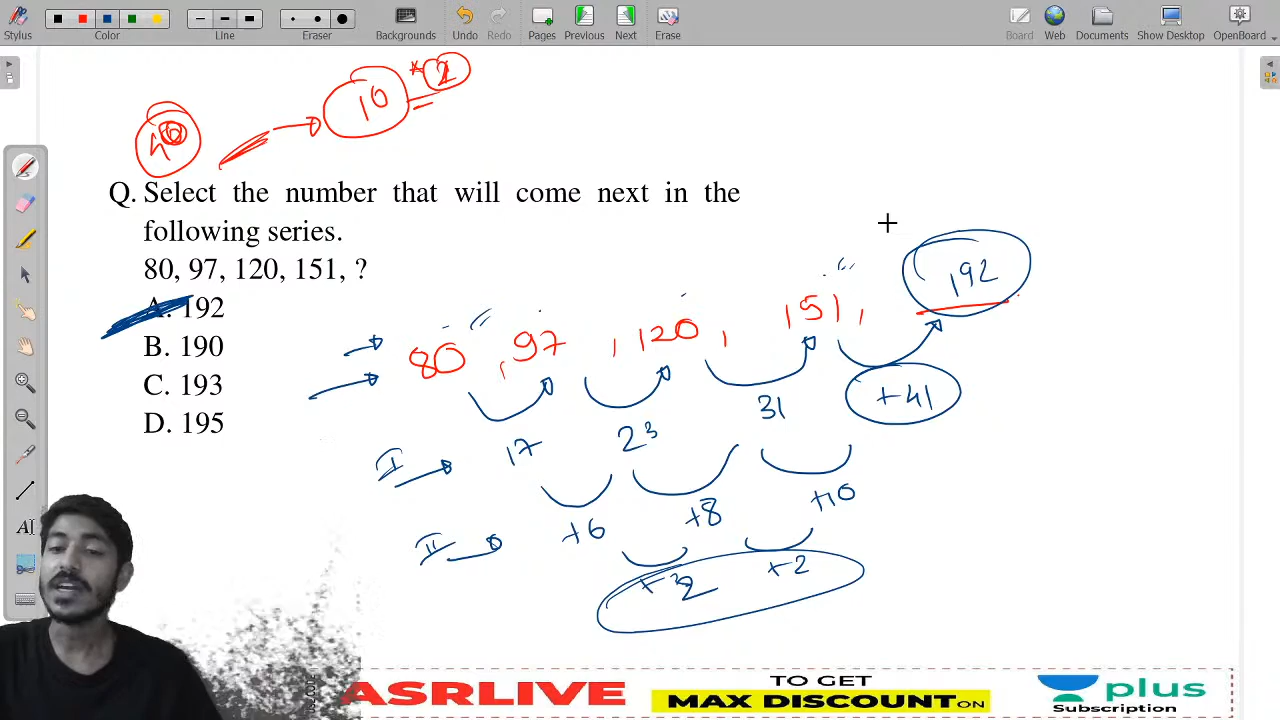 Stylus Color Line Eraser Backgrounds Undo Redo Pages Previous Next Erase Board Web Documents Show Desktop OpenBoard
10 * 2
40
Q. Select the number that will come next in the
following series.
80, 97, 120, 151, ?
A. 192
B. 190
C. 193
D. 195
80, 97, 120, 151, 192
17 23 31 +41
I
+6 +8 +10
II
+2 +2
ASRLIVE
TO GET
MAX DISCOUNT ON
plus
Subscription